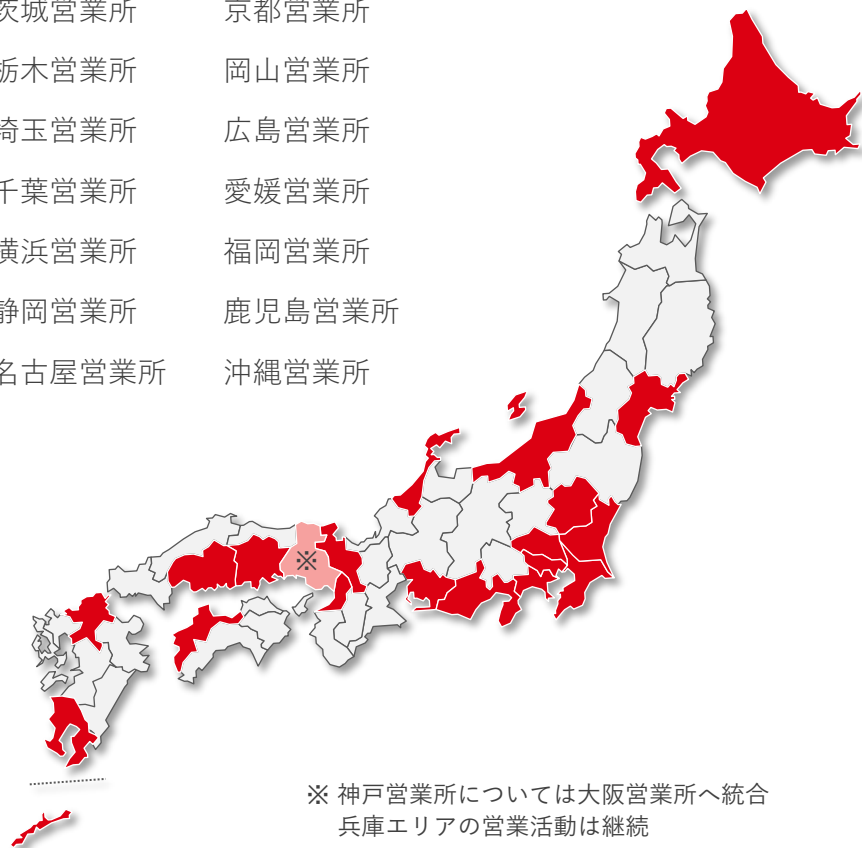 茨城営業所
栃木営業所
埼玉営業所
千葉営業所
横浜営業所
静岡営業所
名古屋営業所
京都営業所
岡山営業所
広島営業所
愛媛営業所
福岡営業所
鹿児島営業所
沖縄営業所
※
※ 神戸営業所については大阪営業所へ統合
兵庫エリアの営業活動は継続